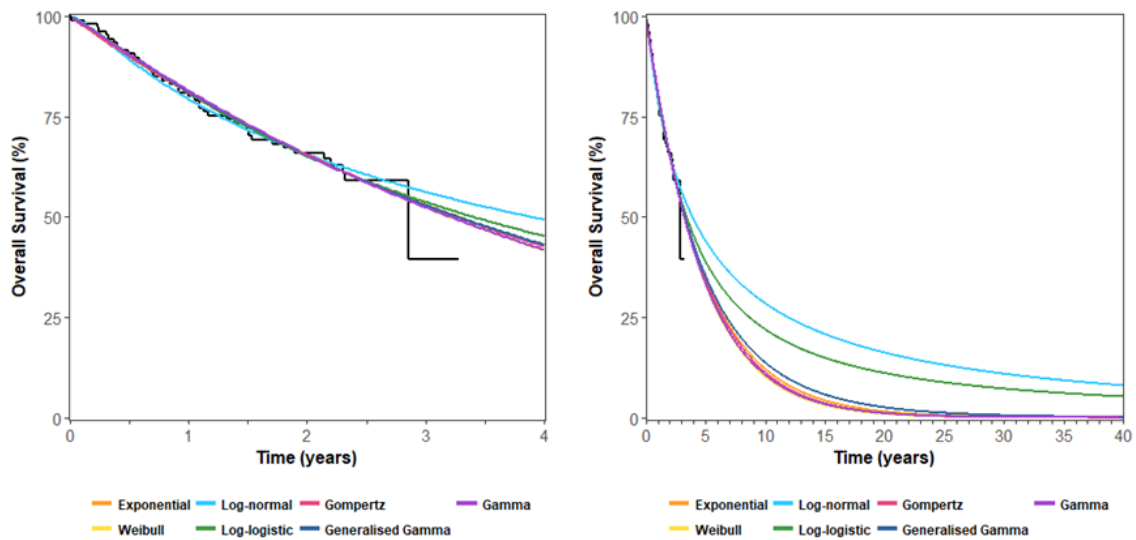 Overall Survival (%)
100
75
50
25
0
0 1 2 3 4
Time (years)
Exponential Log-normal Gompertz Gamma
Weibull Log-logistic Generalised Gamma
Overall Survival (%)
100
75
50
25
0
0 5 10 15 20 25 30 35 40
Time (years)
Exponential Log-normal Gompertz Gamma
Weibull Log-logistic Generalised Gamma